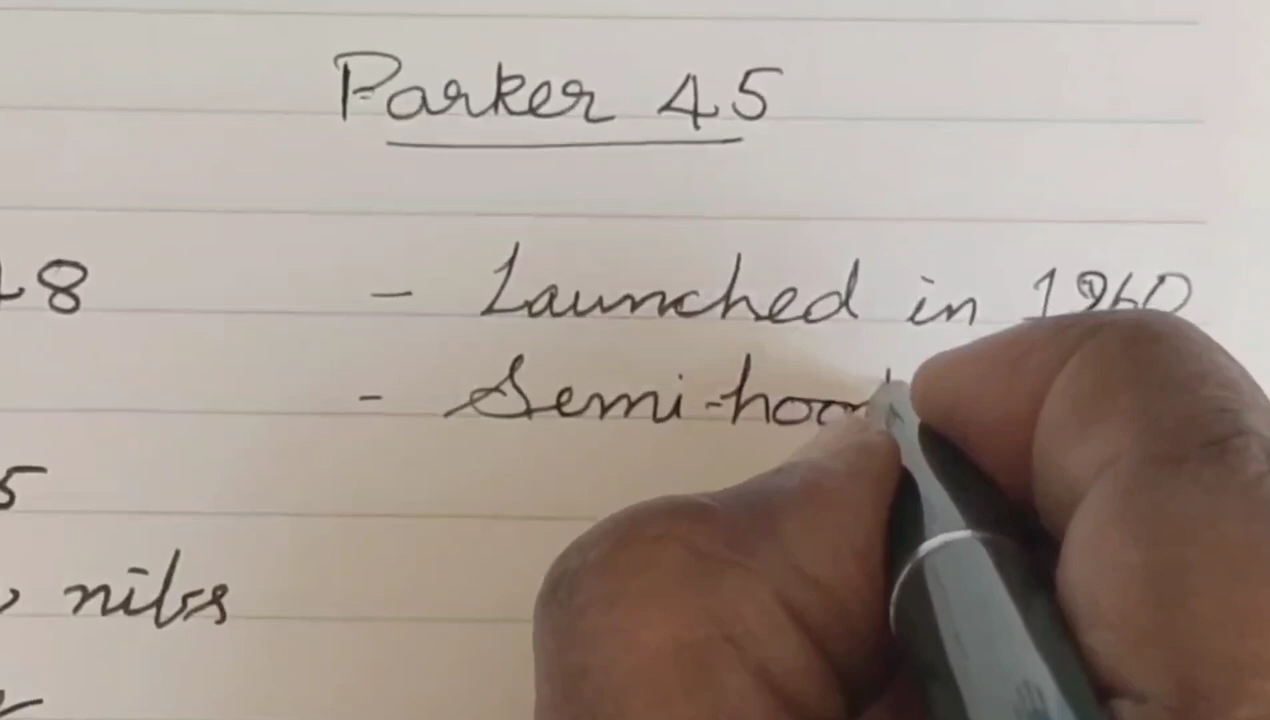 Parker 45
8
- Launched in 1960
- Semi-hoo
5
nibs